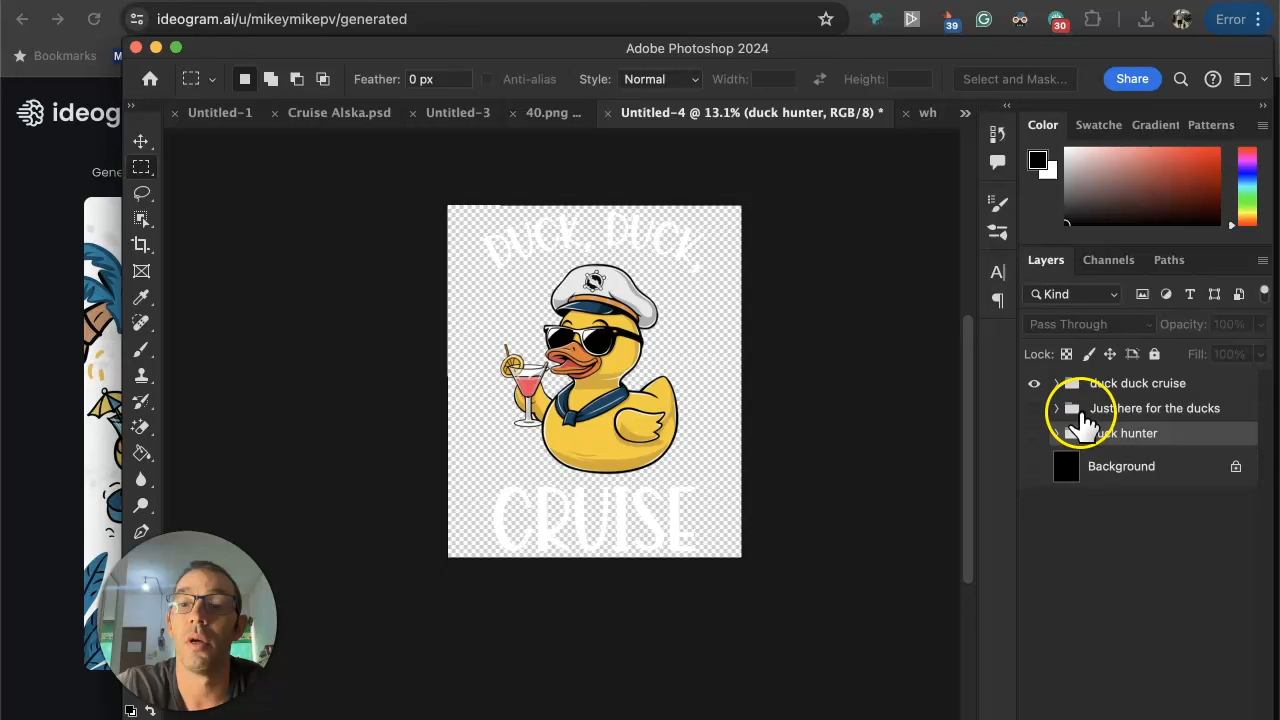 ideogram.ai/u/mikeymikepv/generated
39
30
Error
Bookmarks
Adobe Photoshop 2024
Feather: 0 px
Anti-alias
Style: Normal
Width:
Height:
Select and Mask...
Share
Untitled-1
Cruise Alska.psd
Untitled-3
40.png ...
Untitled-4 @ 13.1% (duck hunter, RGB/8) *
wh
ideog
Gene
Color
Swatche
Gradient
Patterns
DUCK, DUCK,
CRUISE
Layers
Channels
Paths
Kind
Pass Through
Opacity: 100%
Lock:
Fill: 100%
duck duck cruise
Just here for the ducks
duck hunter
Background